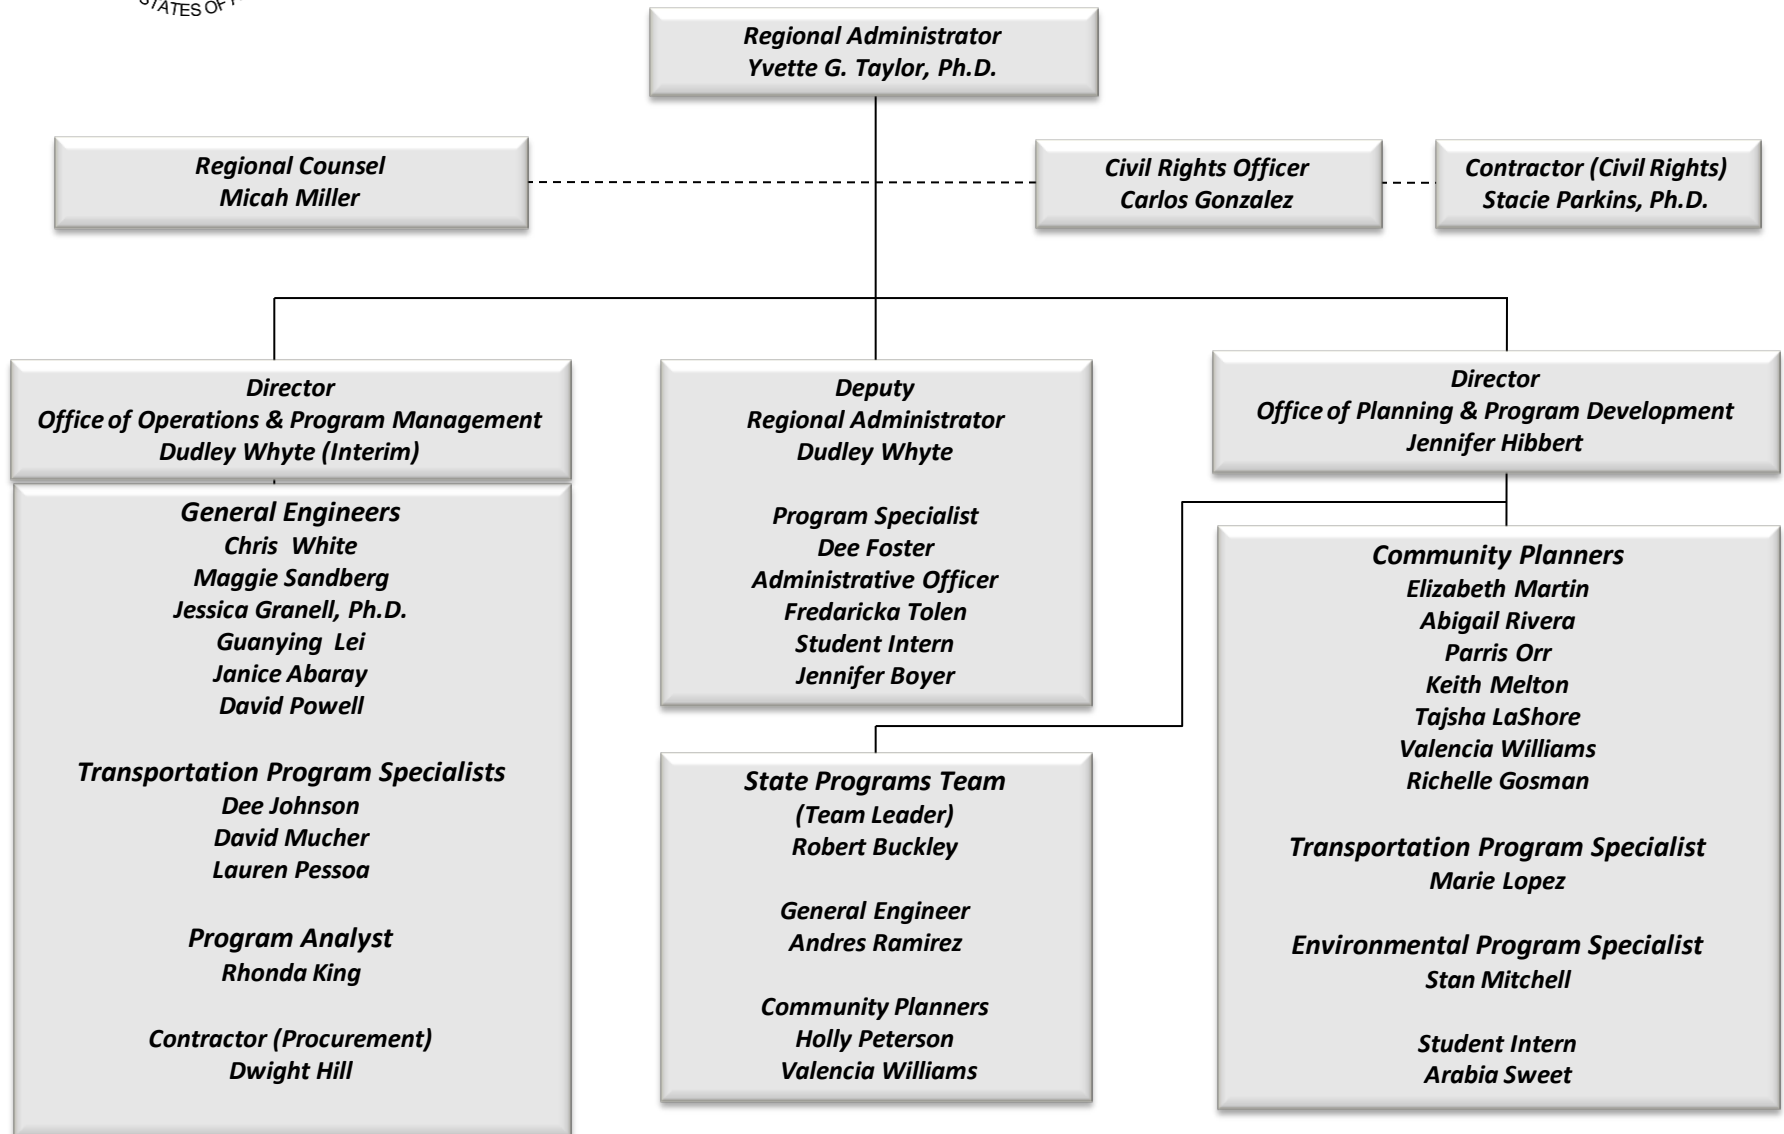 STATES OF
Regional Administrator
Yvette G. Taylor, Ph.D.
Regional Counsel
Micah Miller
Civil Rights Officer
Carlos Gonzalez
Contractor (Civil Rights)
Stacie Parkins, Ph.D.
Director
Office of Operations & Program Management
Dudley Whyte (Interim)
General Engineers
Chris White
Maggie Sandberg
Jessica Granell, Ph.D.
Guanying Lei
Janice Abaray
David Powell
Transportation Program Specialists
Dee Johnson
David Mucher
Lauren Pessoa
Program Analyst
Rhonda King
Contractor (Procurement)
Dwight Hill
Deputy
Regional Administrator
Dudley Whyte
Program Specialist
Dee Foster
Administrative Officer
Fredaricka Tolen
Student Intern
Jennifer Boyer
State Programs Team
(Team Leader)
Robert Buckley
General Engineer
Andres Ramirez
Community Planners
Holly Peterson
Valencia Williams
Director
Office of Planning & Program Development
Jennifer Hibbert
Community Planners
Elizabeth Martin
Abigail Rivera
Parris Orr
Keith Melton
Tajsha LaShore
Valencia Williams
Richelle Gosman
Transportation Program Specialist
Marie Lopez
Environmental Program Specialist
Stan Mitchell
Student Intern
Arabia Sweet